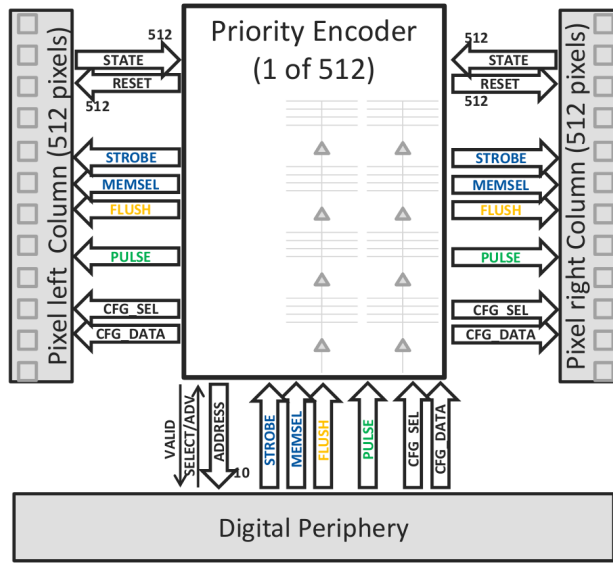 Priority Encoder
(1 of 512)
Pixel left Column (512 pixels)
512
STATE
RESET
512
STROBE
MEMSEL
FLUSH
PULSE
CFG_SEL
CFG_DATA
512
STATE
RESET
512
STROBE
MEMSEL
FLUSH
PULSE
CFG_SEL
CFG_DATA
Pixel right Column (512 pixels)
VALID
SELECT/ADV
ADDRESS
10
STROBE
MEMSEL
FLUSH
PULSE
CFG_SEL
CFG_DATA
Digital Periphery